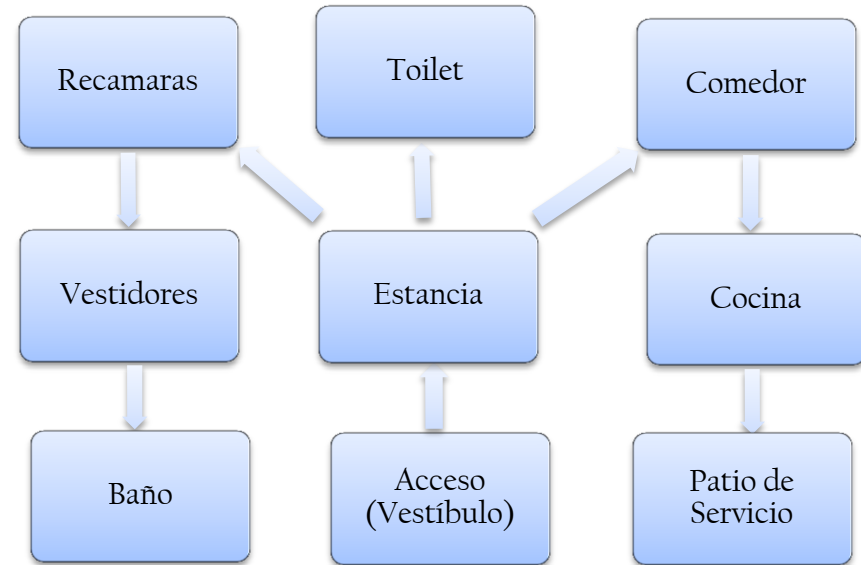 Recamaras
Toilet
Comedor
Vestidores
Estancia
Cocina
Baño
Acceso
(Vestíbulo)
Patio de
Servicio